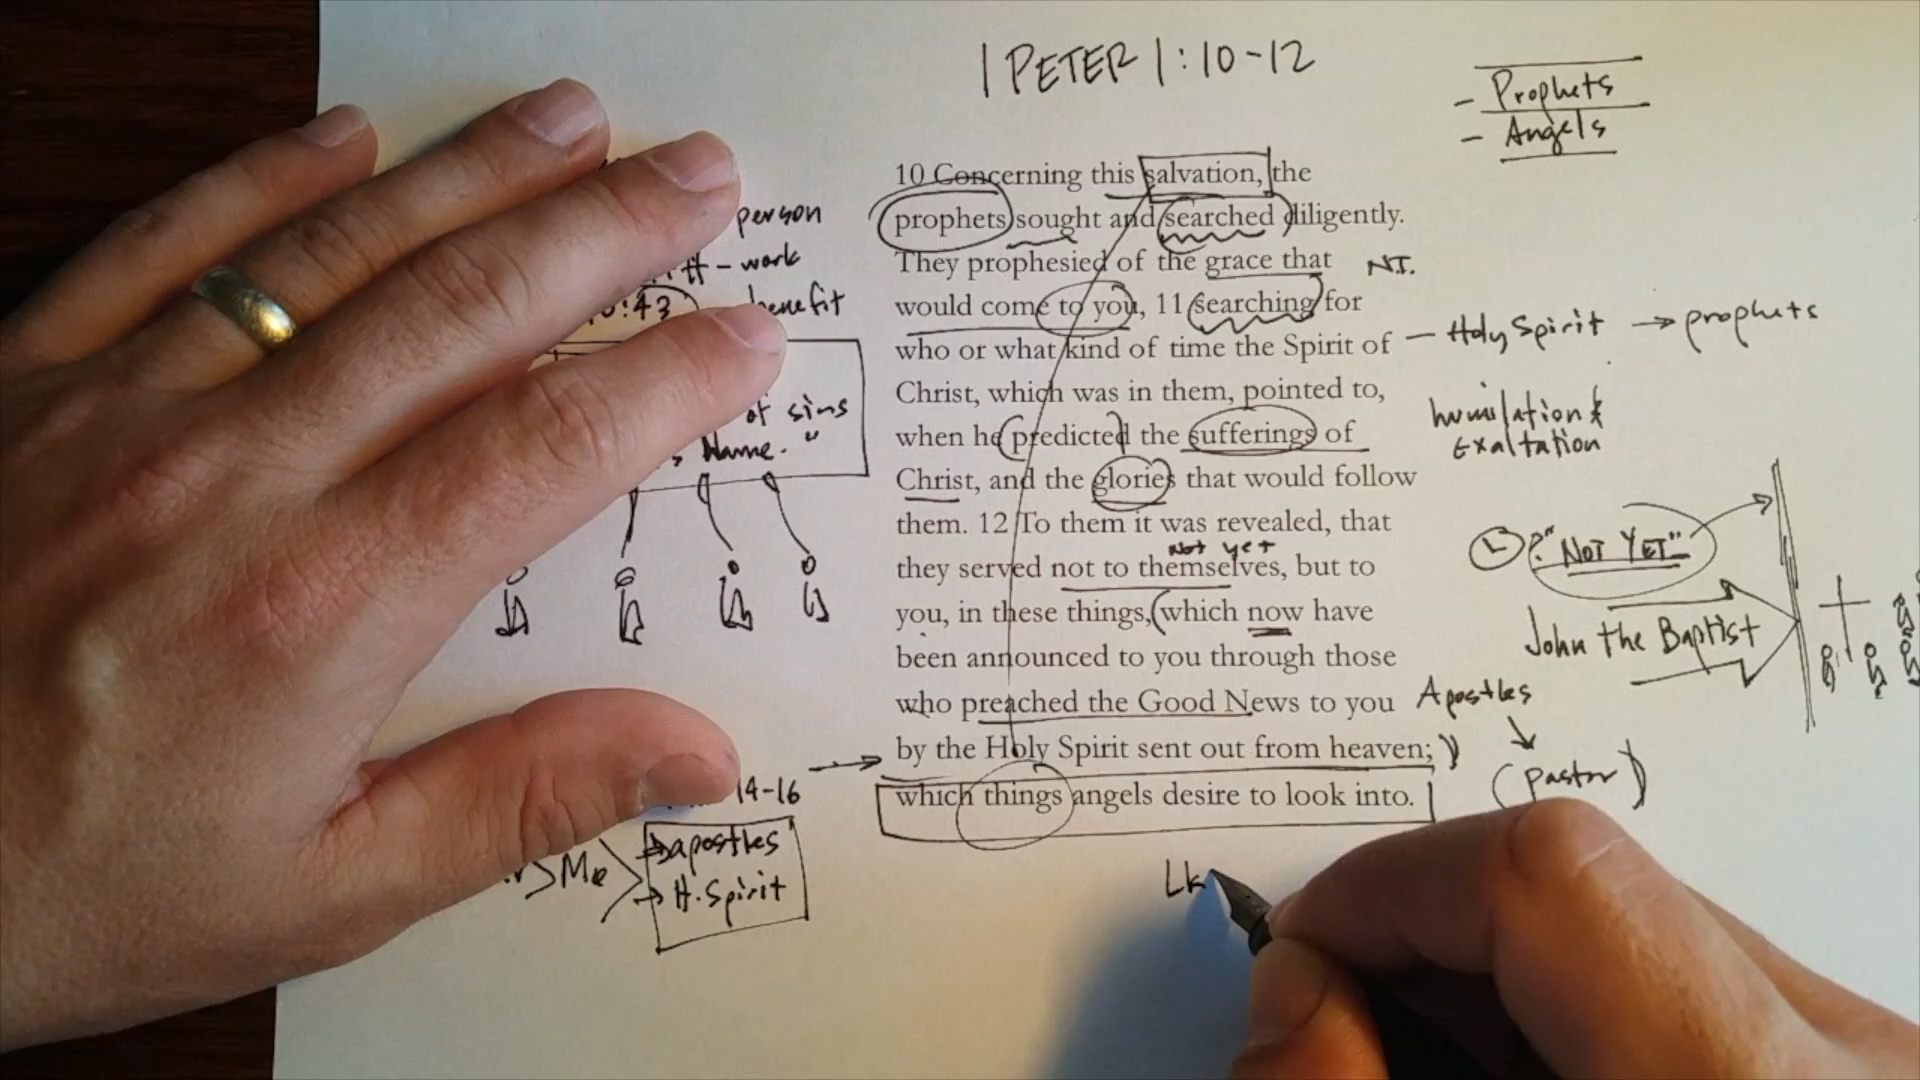 1 PETER 1:10-12
- Prophets
- Angels
10 Concerning this salvation, the
prophets sought and searched diligently.
They prophesied of the grace that
would come to you, 11 searching for
who or what kind of time the Spirit of
Christ, which was in them, pointed to,
when he predicted the sufferings of
Christ, and the glories that would follow
them. 12 To them it was revealed, that
not yet
they served not to themselves, but to
you, in these things, which now have
been announced to you through those
who preached the Good News to you
by the Holy Spirit sent out from heaven;
which things angels desire to look into.
N.T.
- Holy Spirit → prophets
humilation &
Exaltation
L ? "NOT YET"
John the Baptist
Apostles
(pastor)
person
- work
:43
benefit
of sins
Name."
14-16
> Me > → apostles
→ H. Spirit
Lk